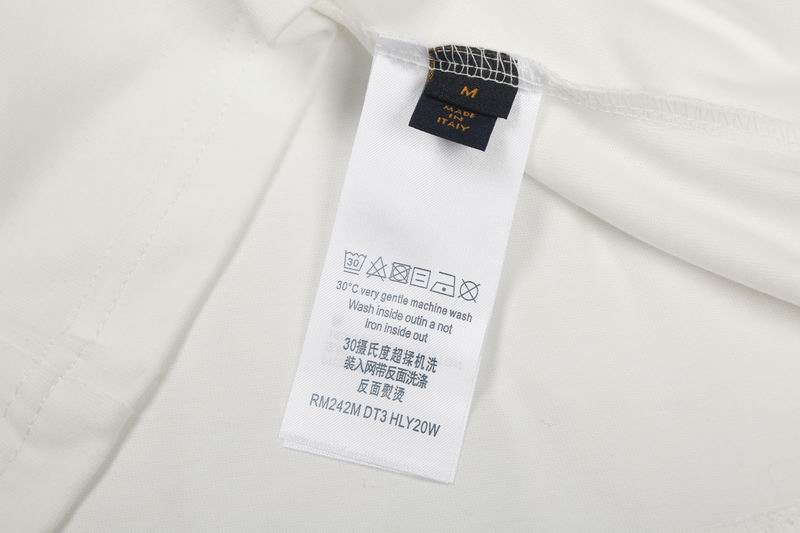 M
MADE
IN
ITALY
30
30°C very gentle machine wash
Wash inside outin a not
Iron inside out
30摄氏度超揉机洗
装入网带反面洗涤
反面熨烫
RM242M DT3 HLY20W